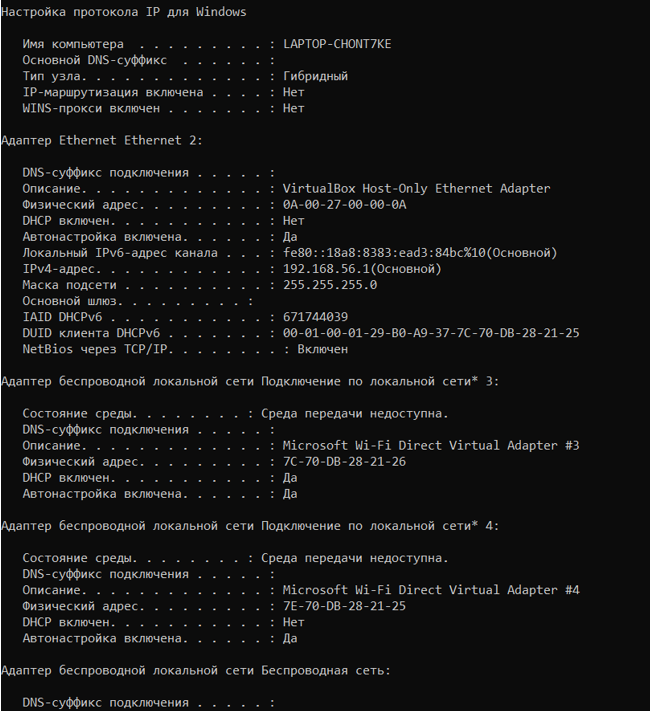 Настройка протокола IP для Windows
Имя компьютера . . . . . . . . . : LAPTOP-CHONT7KE
Основной DNS-суффикс . . . . . . :
Тип узла. . . . . . . . . . . . . : Гибридный
IP-маршрутизация включена . . . . : Нет
WINS-прокси включен . . . . . . . : Нет
Адаптер Ethernet Ethernet 2:
DNS-суффикс подключения . . . . . :
Описание. . . . . . . . . . . . . : VirtualBox Host-Only Ethernet Adapter
Физический адрес. . . . . . . . . : 0A-00-27-00-00-0A
DHCP включен. . . . . . . . . . . : Нет
Автонастройка включена. . . . . . : Да
Локальный IPv6-адрес канала . . . : fe80::18a8:8383:ead3:84bc%10(Основной)
IPv4-адрес. . . . . . . . . . . . : 192.168.56.1(Основной)
Маска подсети . . . . . . . . . . : 255.255.255.0
Основной шлюз. . . . . . . . . :
IAID DHCPv6 . . . . . . . . . . . : 671744039
DUID клиента DHCPv6 . . . . . . . : 00-01-00-01-29-B0-A9-37-7C-70-DB-28-21-25
NetBios через TCP/IP. . . . . . . . : Включен
Адаптер беспроводной локальной сети Подключение по локальной сети* 3:
Состояние среды. . . . . . . . : Среда передачи недоступна.
DNS-суффикс подключения . . . . . :
Описание. . . . . . . . . . . . . : Microsoft Wi-Fi Direct Virtual Adapter #3
Физический адрес. . . . . . . . . : 7C-70-DB-28-21-26
DHCP включен. . . . . . . . . . . : Да
Автонастройка включена. . . . . . : Да
Адаптер беспроводной локальной сети Подключение по локальной сети* 4:
Состояние среды. . . . . . . . : Среда передачи недоступна.
DNS-суффикс подключения . . . . . :
Описание. . . . . . . . . . . . . : Microsoft Wi-Fi Direct Virtual Adapter #4
Физический адрес. . . . . . . . . : 7E-70-DB-28-21-25
DHCP включен. . . . . . . . . . . : Нет
Автонастройка включена. . . . . . : Да
Адаптер беспроводной локальной сети Беспроводная сеть:
DNS-суффикс подключения . . . . . :